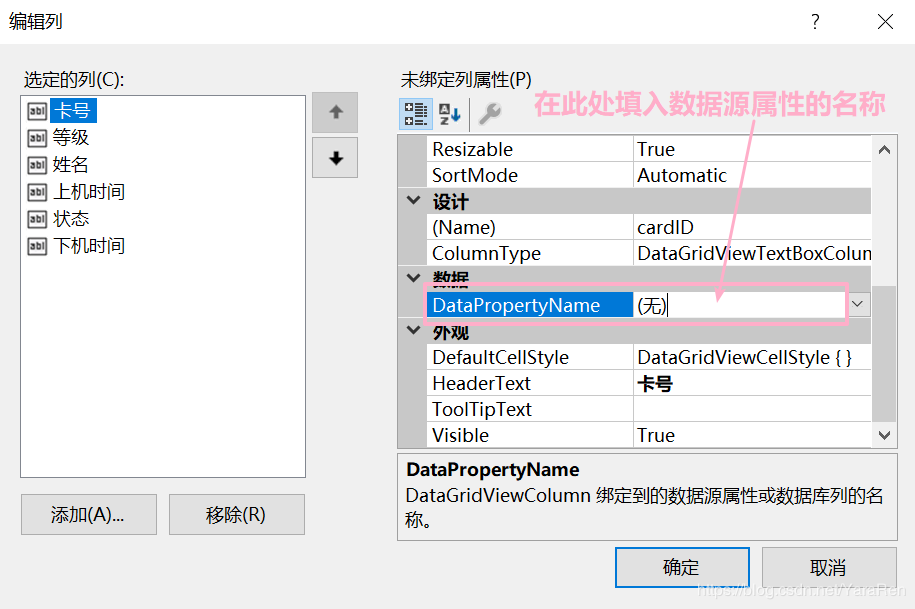 编辑列
?
选定的列(C):
卡号
等级
姓名
上机时间
状态
下机时间
添加(A)...
移除(R)
未绑定列属性(P)
在此处填入数据源属性的名称
Resizable True
SortMode Automatic
设计
(Name) cardID
ColumnType DataGridViewTextBoxColun
数据
DataPropertyName (无)
外观
DefaultCellStyle DataGridViewCellStyle { }
HeaderText 卡号
ToolTipText
Visible True
DataPropertyName
DataGridViewColumn 绑定到的数据源属性或数据库列的名
称。
确定
取消
https://blog.csdn.net/YaraRen